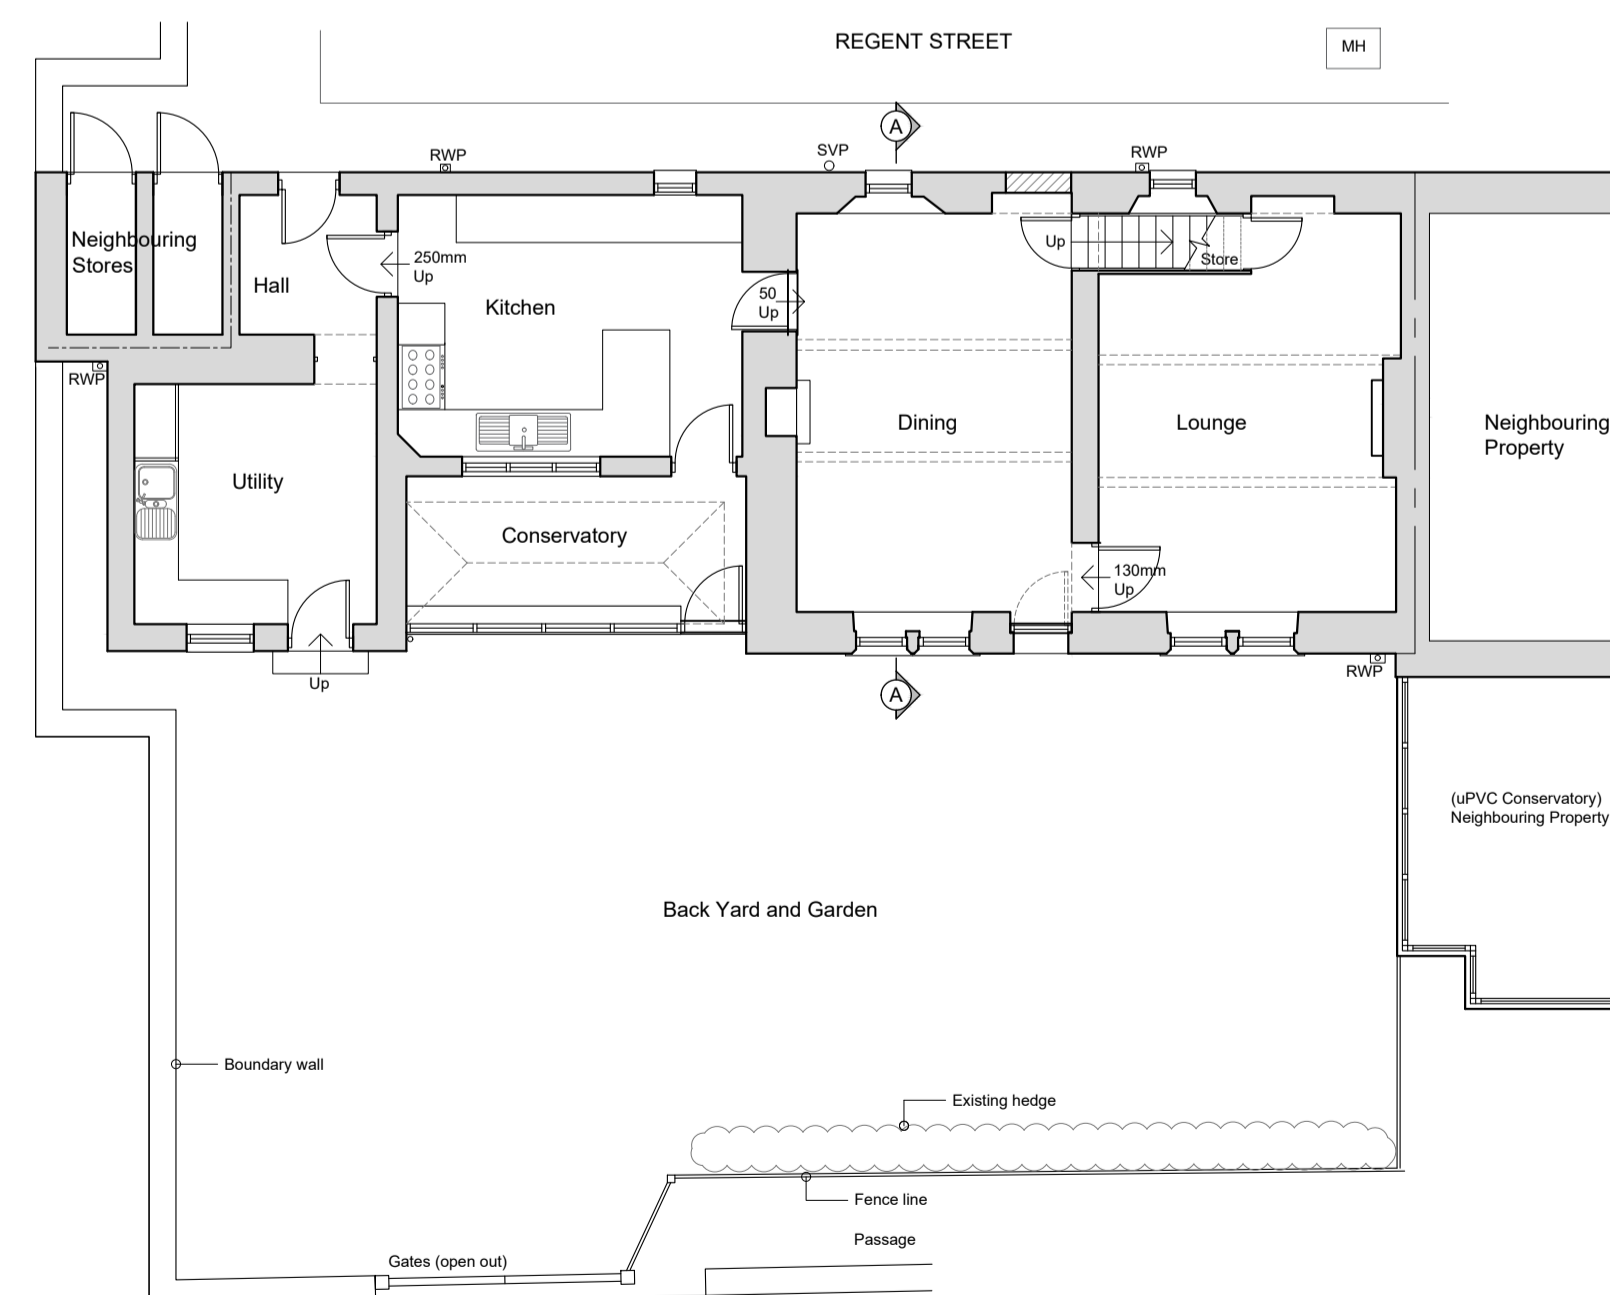 REGENT STREET
MH
A
RWP
SVP
RWP
Neighbouring
Stores
Hall
250mm
Up
Kitchen
50
Up
Up
Store
RWP
Dining
Lounge
Neighbouring
Property
Utility
Conservatory
130mm
Up
Up
A
RWP
(uPVC Conservatory)
Neighbouring Property
Back Yard and Garden
Boundary wall
Existing hedge
Fence line
Passage
Gates (open out)